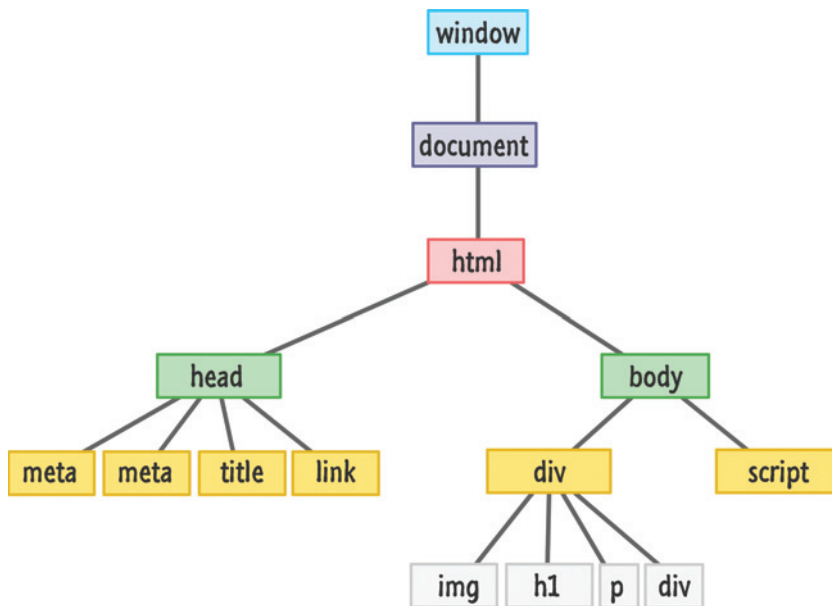 window
document
html
head body
meta meta title link div script
img h1 p div